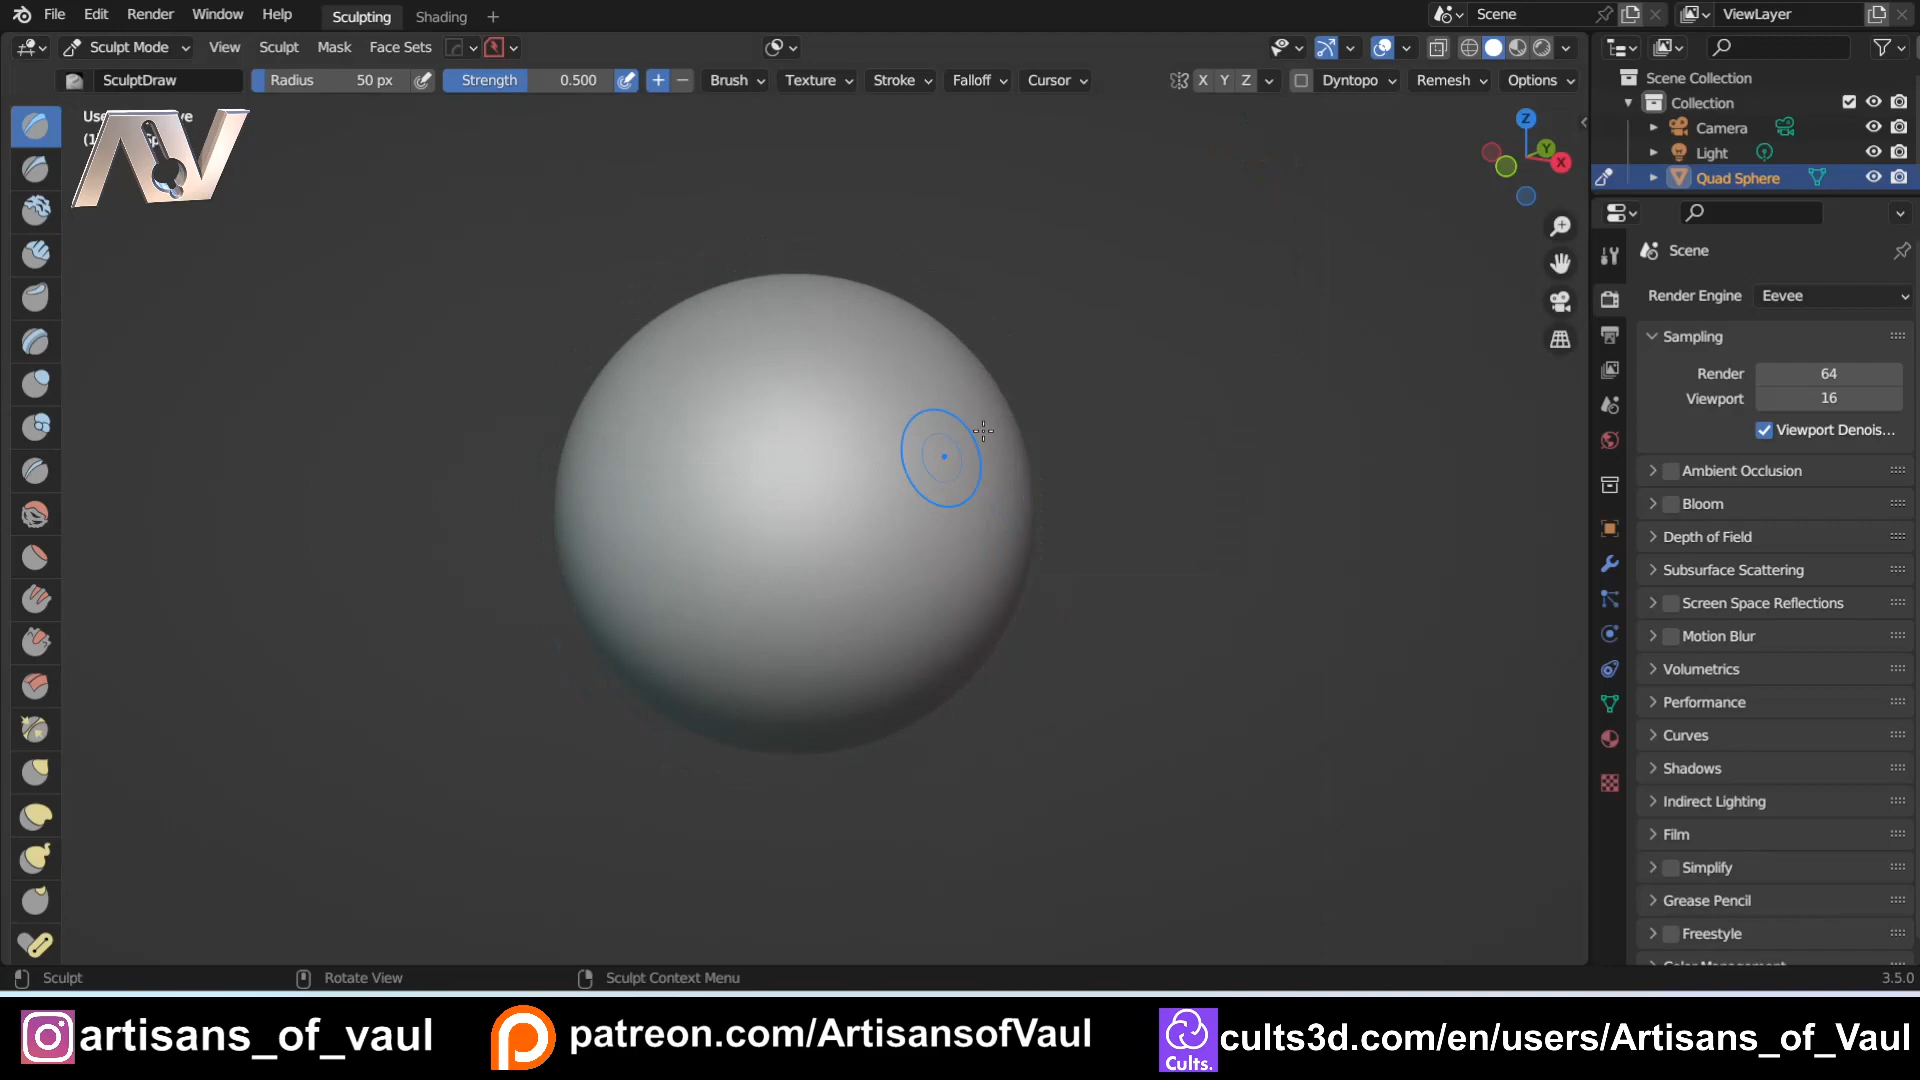 File Edit Render Window Help Sculpting Shading + Scene ViewLayer
Sculpt Mode View Sculpt Mask Face Sets
SculptDraw Radius 50 px Strength 0.500 + − Brush Texture Stroke Falloff Cursor X Y Z Dyntopo Remesh Options
Scene Collection
Collection
Camera
Light
Quad Sphere
Z
Y
X
AV
Scene
Render Engine Eevee
Sampling
Render 64
Viewport 16
Viewport Denois...
Ambient Occlusion
Bloom
Depth of Field
Subsurface Scattering
Screen Space Reflections
Motion Blur
Volumetrics
Performance
Curves
Shadows
Indirect Lighting
Film
Simplify
Grease Pencil
Freestyle
Sculpt Rotate View Sculpt Context Menu 3.5.0
artisans_of_vaul patreon.com/ArtisansofVaul Cults. cults3d.com/en/users/Artisans_of_Vaul